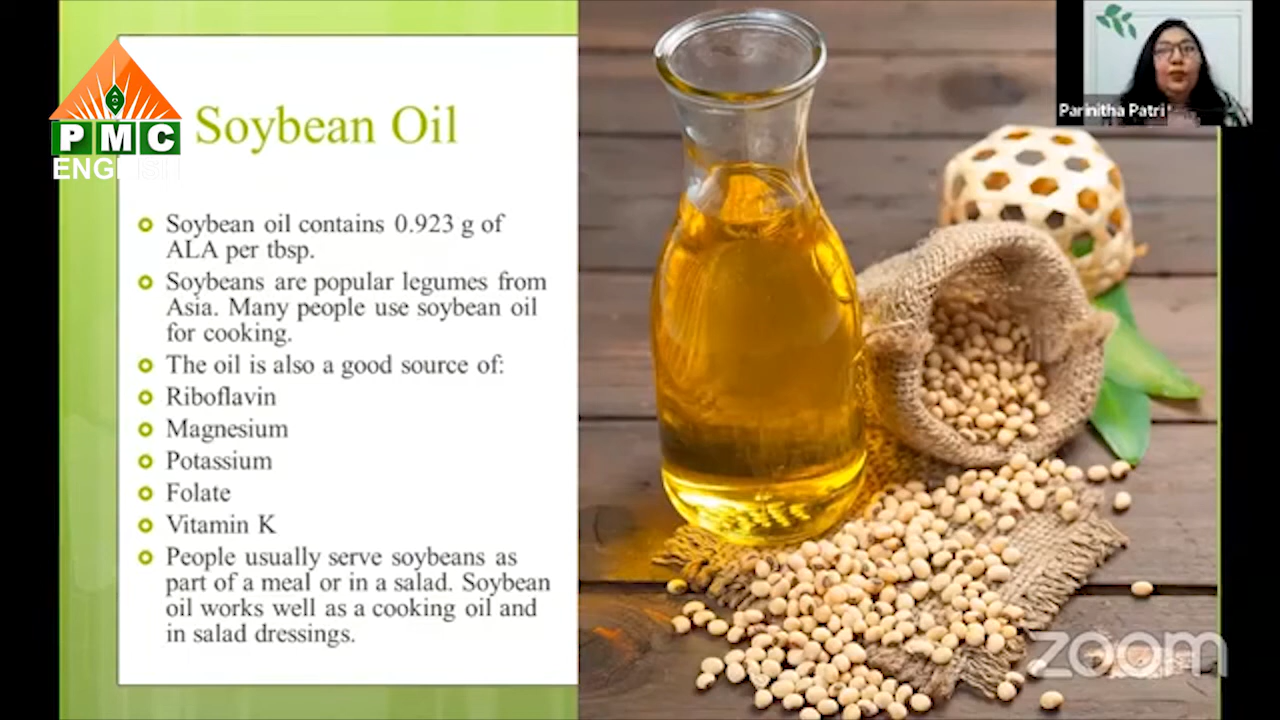 PMC
ENGLISH
Soybean Oil
Soybean oil contains 0.923 g of
ALA per tbsp.
Soybeans are popular legumes from
Asia. Many people use soybean oil
for cooking.
The oil is also a good source of:
Riboflavin
Magnesium
Potassium
Folate
Vitamin K
People usually serve soybeans as
part of a meal or in a salad. Soybean
oil works well as a cooking oil and
in salad dressings.
Parinitha Patri
zoom